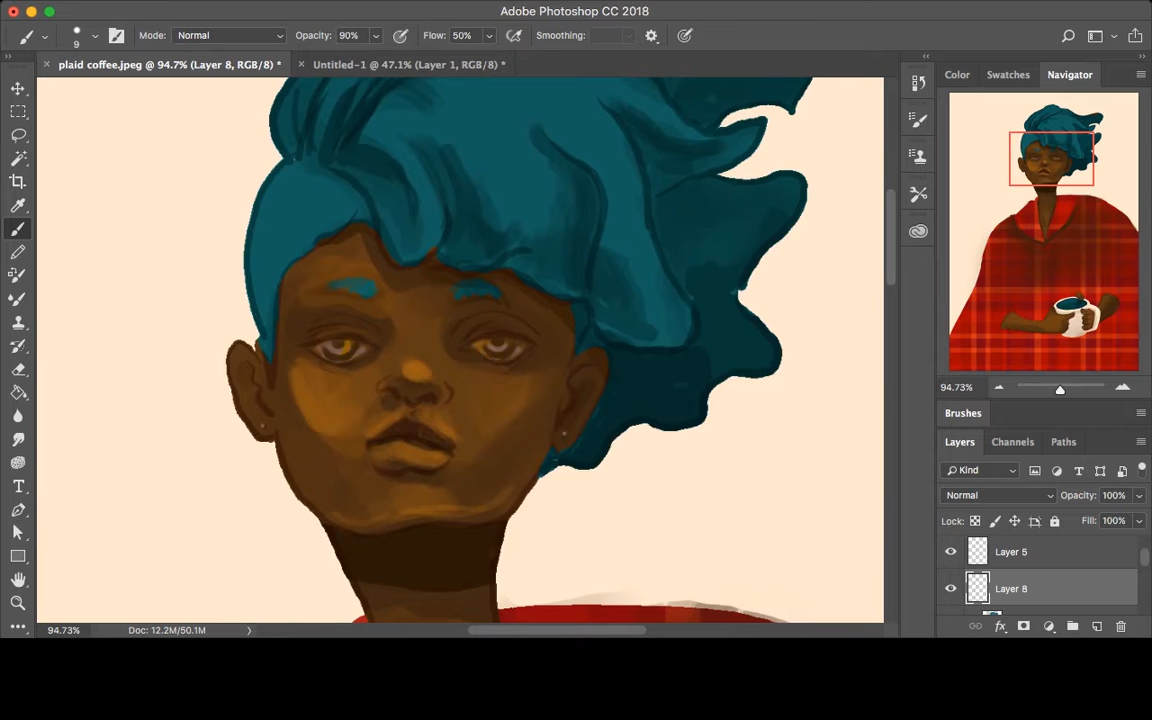 Adobe Photoshop CC 2018
9
Mode: Normal Opacity: 90% Flow: 50% Smoothing:
plaid coffee.jpeg @ 94.7% (Layer 8, RGB/8) * Untitled-1 @ 47.1% (Layer 1, RGB/8) *
Color Swatches Navigator
94.73%
Brushes
Layers Channels Paths
Kind
Normal Opacity: 100%
Lock: Fill: 100%
Layer 5
Layer 8
94.73% Doc: 12.2M/50.1M